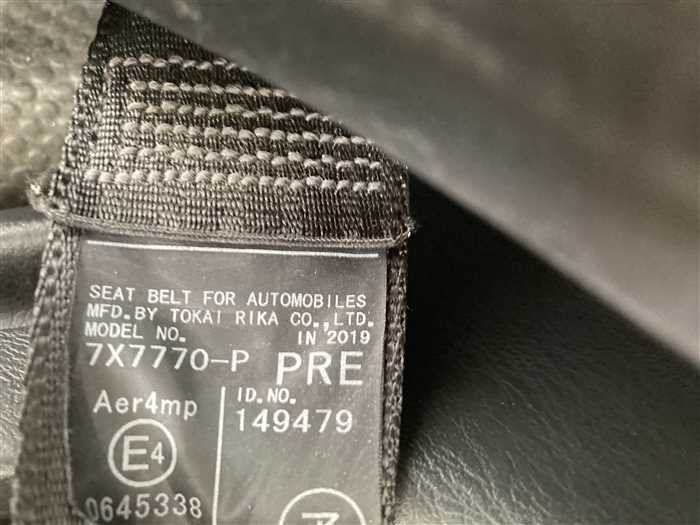 SEAT BELT FOR AUTOMOBILES
MFD. BY TOKAI RIKA CO., LTD.
MODEL NO. IN 2019
7X7770-P PRE
Aer4mp
ID. NO.
149479
E4
0645338